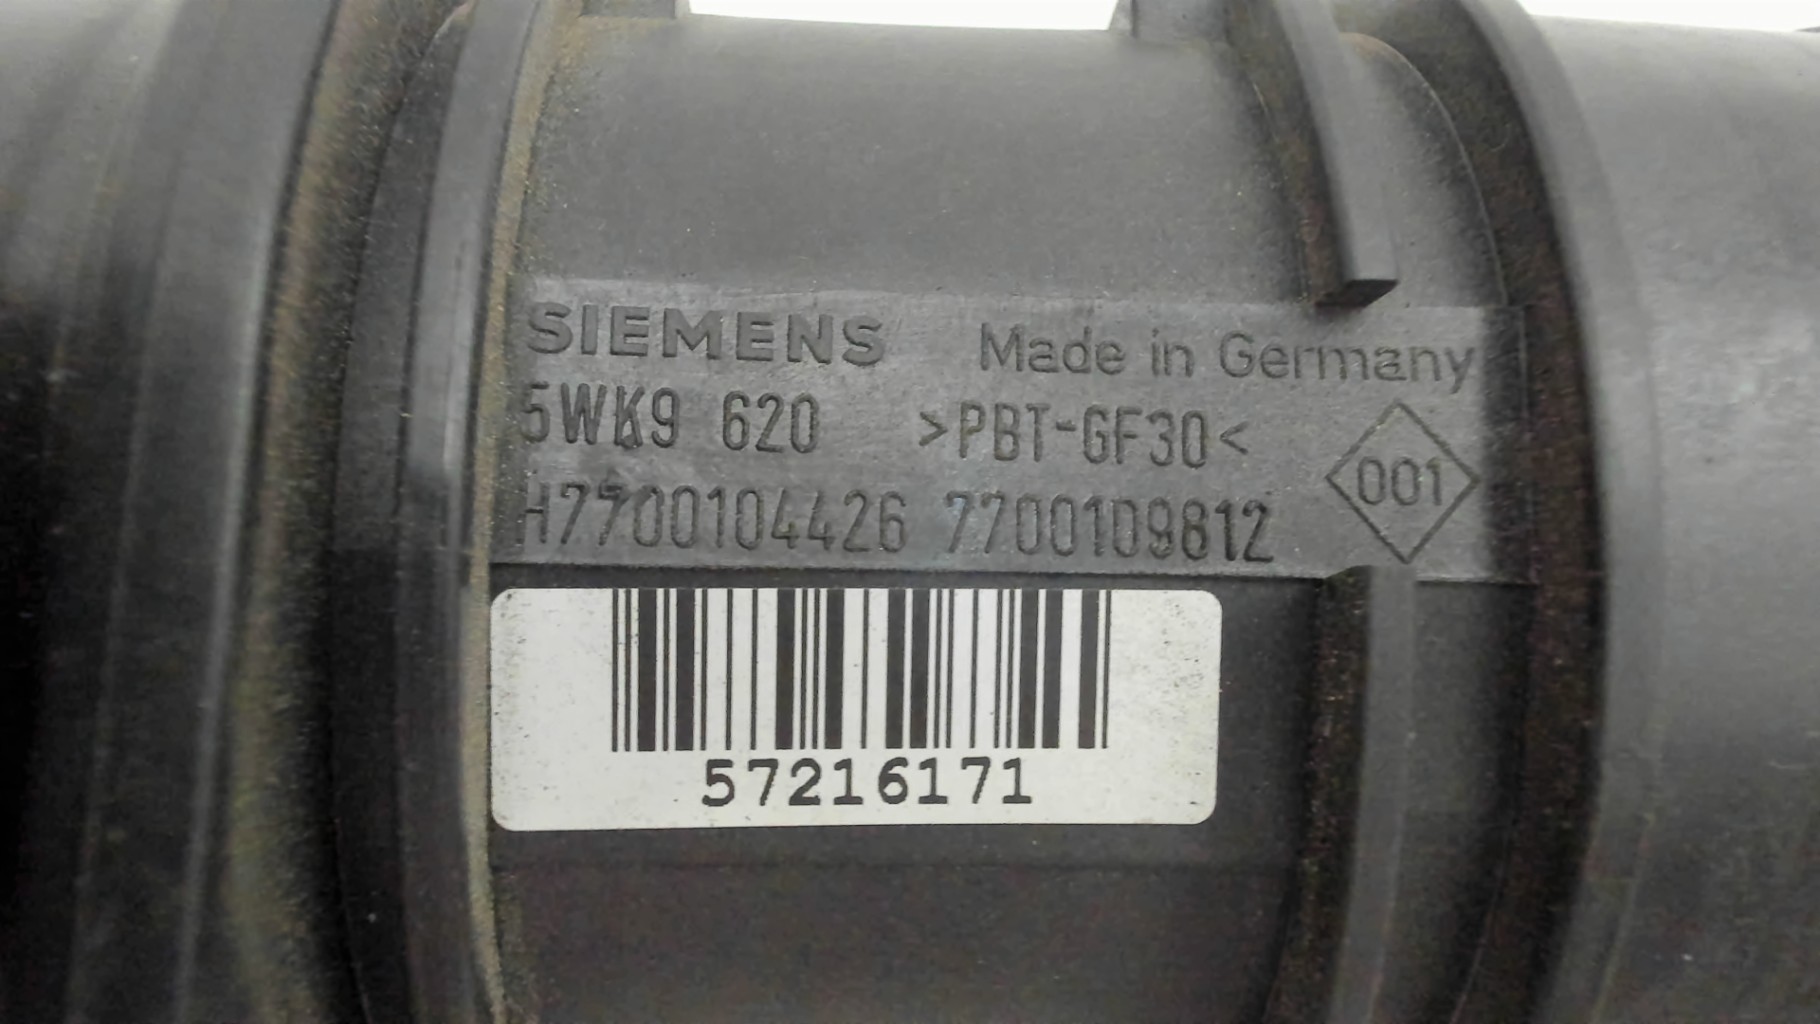 SIEMENS Made in Germany
5WK9 620 >PBT-GF30<
001
H7700104426 7700109812
57216171